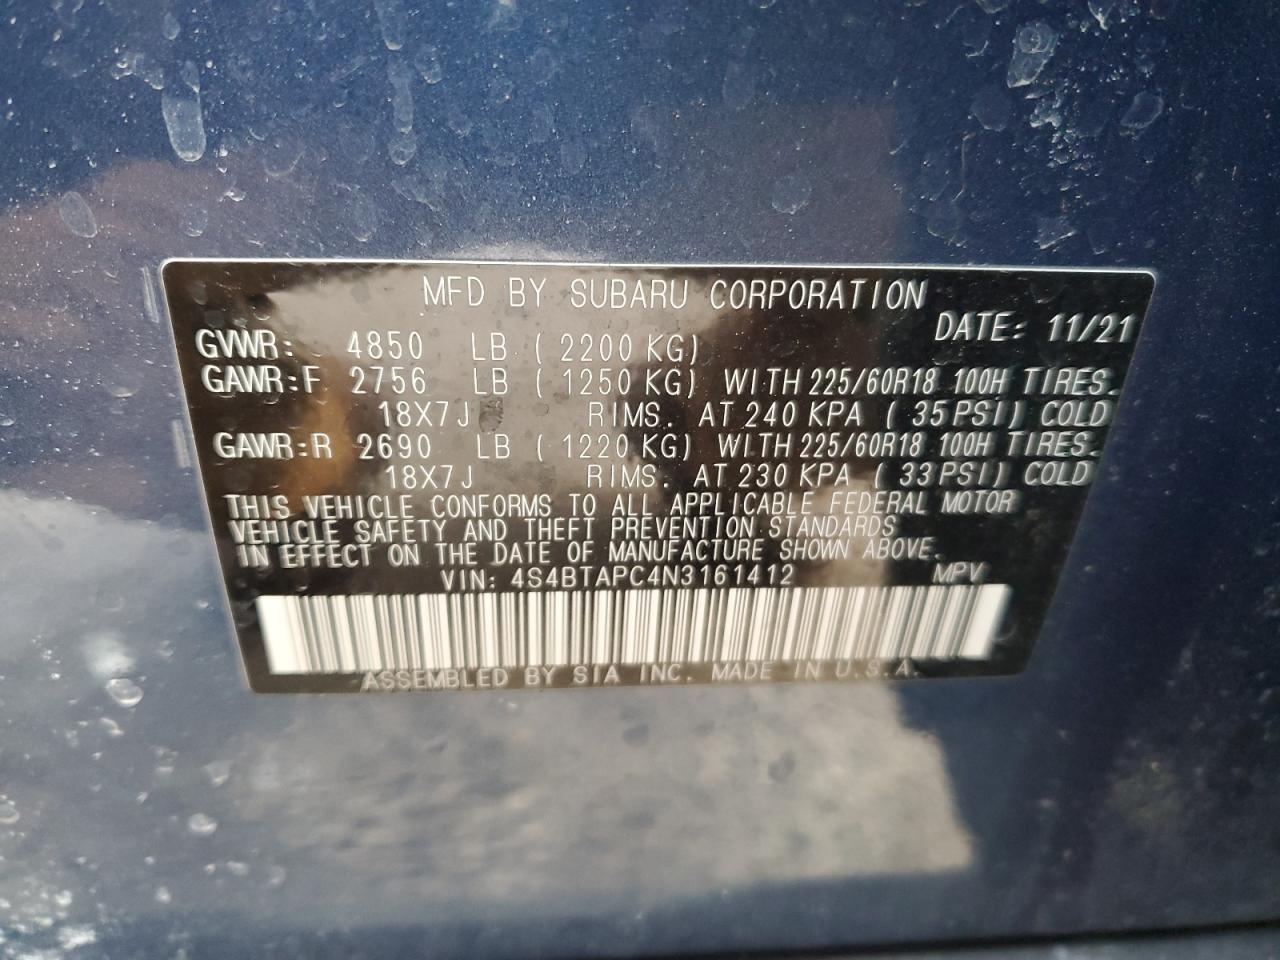 MFD BY SUBARU CORPORATION
DATE: 11/21
GVWR: 4850 LB ( 2200 KG)
GAWR:F 2756 LB ( 1250 KG) WITH 225/60R18 100H TIRES.
18X7J RIMS. AT 240 KPA ( 35PSI) COLD
GAWR:R 2690 LB ( 1220 KG) WITH 225/60R18 100H TIRES.
18X7J RIMS. AT 230 KPA ( 33PSI) COLD
THIS VEHICLE CONFORMS TO ALL APPLICABLE FEDERAL MOTOR
VEHICLE SAFETY AND THEFT PREVENTION STANDARDS
IN EFFECT ON THE DATE OF MANUFACTURE SHOWN ABOVE.
VIN: 4S4BTAPC4N3161412 MPV
ASSEMBLED BY SIA INC. MADE IN U.S.A.